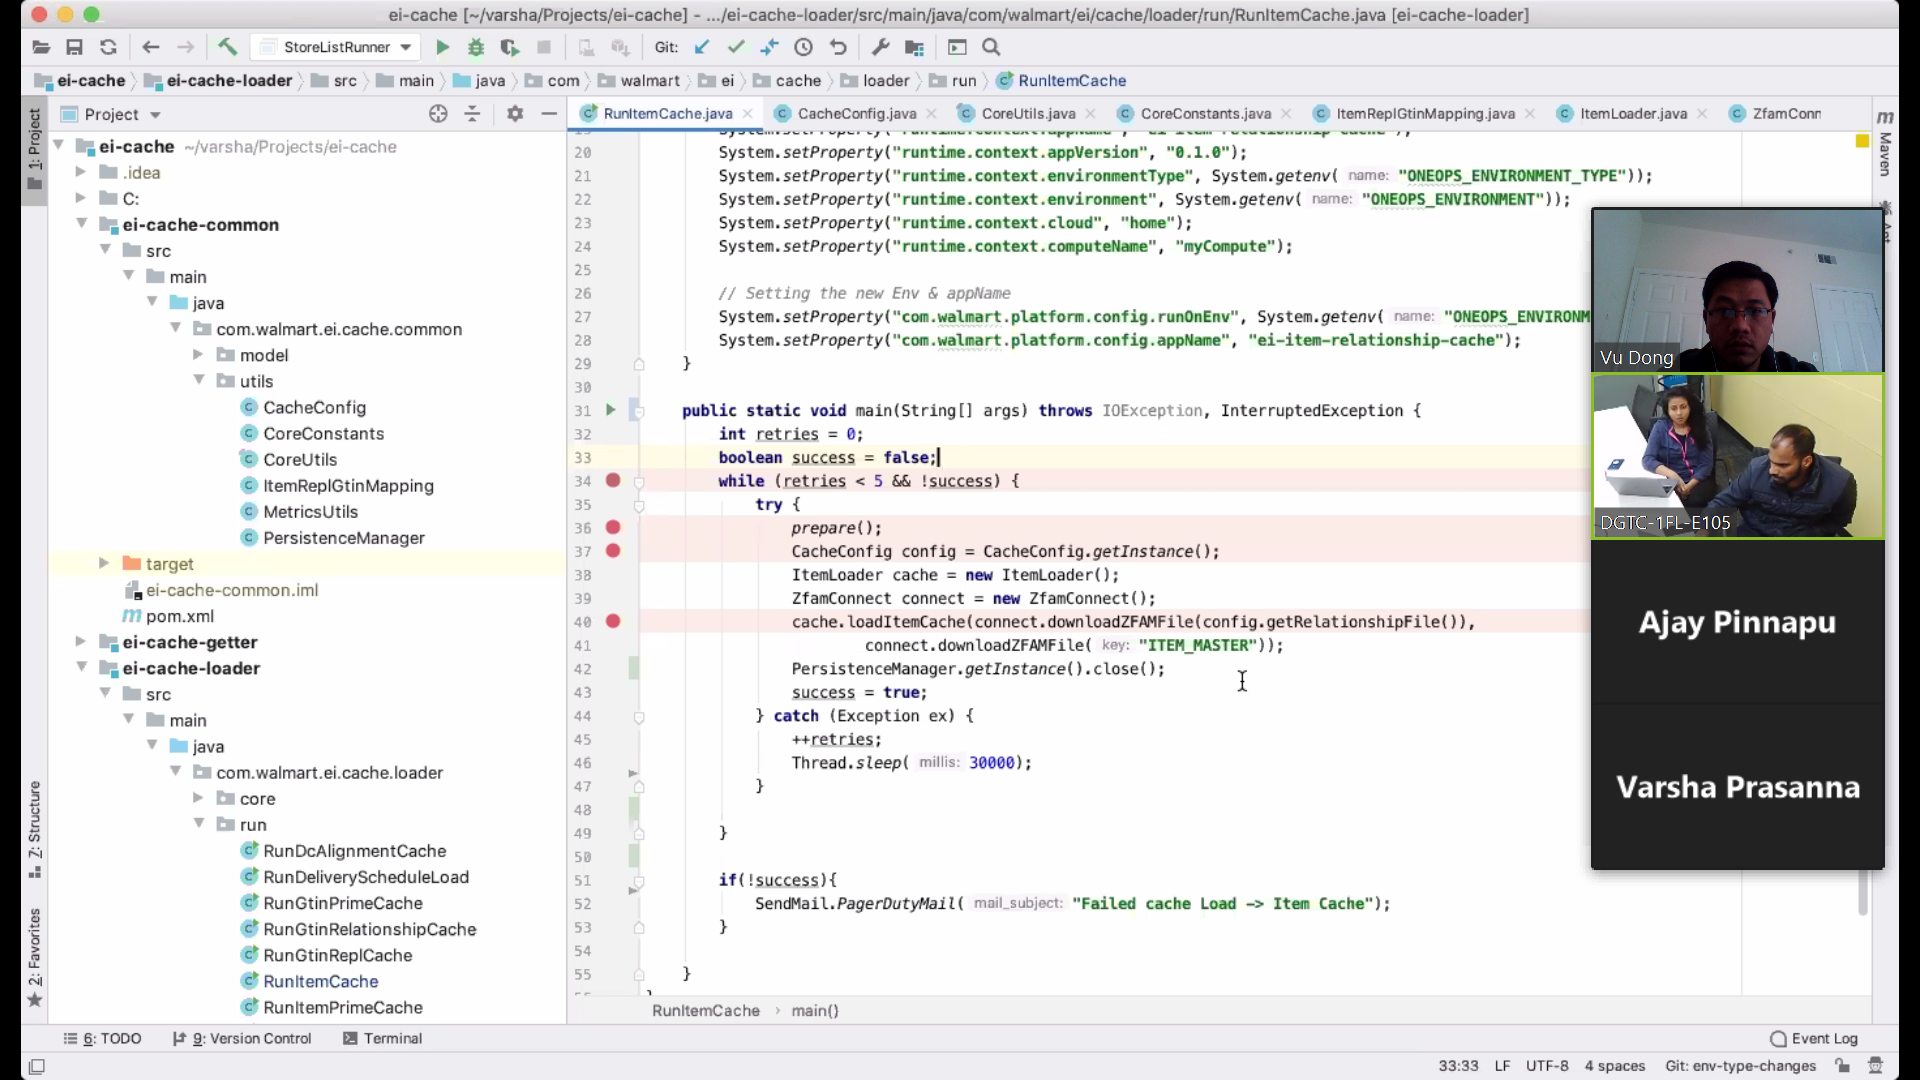 ei-cache [~/varsha/Projects/ei-cache] - .../ei-cache-loader/src/main/java/com/walmart/ei/cache/loader/run/RunItemCache.java [ei-cache-loader]
StoreListRunner Git:
ei-cache ei-cache-loader src main java com walmart ei cache loader run RunItemCache
Project
RunItemCache.java CacheConfig.java CoreUtils.java CoreConstants.java ItemReplGtinMapping.java ItemLoader.java ZfamConn
1: Project
Maven
Ant
ei-cache ~/varsha/Projects/ei-cache
.idea
C:
ei-cache-common
src
main
java
com.walmart.ei.cache.common
model
utils
CacheConfig
CoreConstants
CoreUtils
ItemReplGtinMapping
MetricsUtils
PersistenceManager
target
ei-cache-common.iml
pom.xml
ei-cache-getter
ei-cache-loader
src
main
java
com.walmart.ei.cache.loader
core
run
RunDcAlignmentCache
RunDeliveryScheduleLoad
RunGtinPrimeCache
RunGtinRelationshipCache
RunGtinReplCache
RunItemCache
RunItemPrimeCache
7: Structure
2: Favorites
19 System.setProperty("runtime.context.appName", "ei-item-relationship-cache");
20 System.setProperty("runtime.context.appVersion", "0.1.0");
21 System.setProperty("runtime.context.environmentType", System.getenv( name: "ONEOPS_ENVIRONMENT_TYPE"));
22 System.setProperty("runtime.context.environment", System.getenv( name: "ONEOPS_ENVIRONMENT"));
23 System.setProperty("runtime.context.cloud", "home");
24 System.setProperty("runtime.context.computeName", "myCompute");
25
26 // Setting the new Env & appName
27 System.setProperty("com.walmart.platform.config.runOnEnv", System.getenv( name: "ONEOPS_ENVIRONM
28 System.setProperty("com.walmart.platform.config.appName", "ei-item-relationship-cache");
29 }
30
31 public static void main(String[] args) throws IOException, InterruptedException {
32 int retries = 0;
33 boolean success = false;
34 while (retries < 5 && !success) {
35 try {
36 prepare();
37 CacheConfig config = CacheConfig.getInstance();
38 ItemLoader cache = new ItemLoader();
39 ZfamConnect connect = new ZfamConnect();
40 cache.loadItemCache(connect.downloadZFAMFile(config.getRelationshipFile()),
41 connect.downloadZFAMFile( key: "ITEM_MASTER"));
42 PersistenceManager.getInstance().close();
43 success = true;
44 } catch (Exception ex) {
45 ++retries;
46 Thread.sleep( millis: 30000);
47 }
48
49 }
50
51 if(!success){
52 SendMail.PagerDutyMail( mail_subject: "Failed cache Load -> Item Cache");
53 }
54
55 }
RunItemCache › main()
Vu Dong
DGTC-1FL-E105
Ajay Pinnapu
Varsha Prasanna
6: TODO 9: Version Control Terminal Event Log
33:33 LF UTF-8 4 spaces Git: env-type-changes